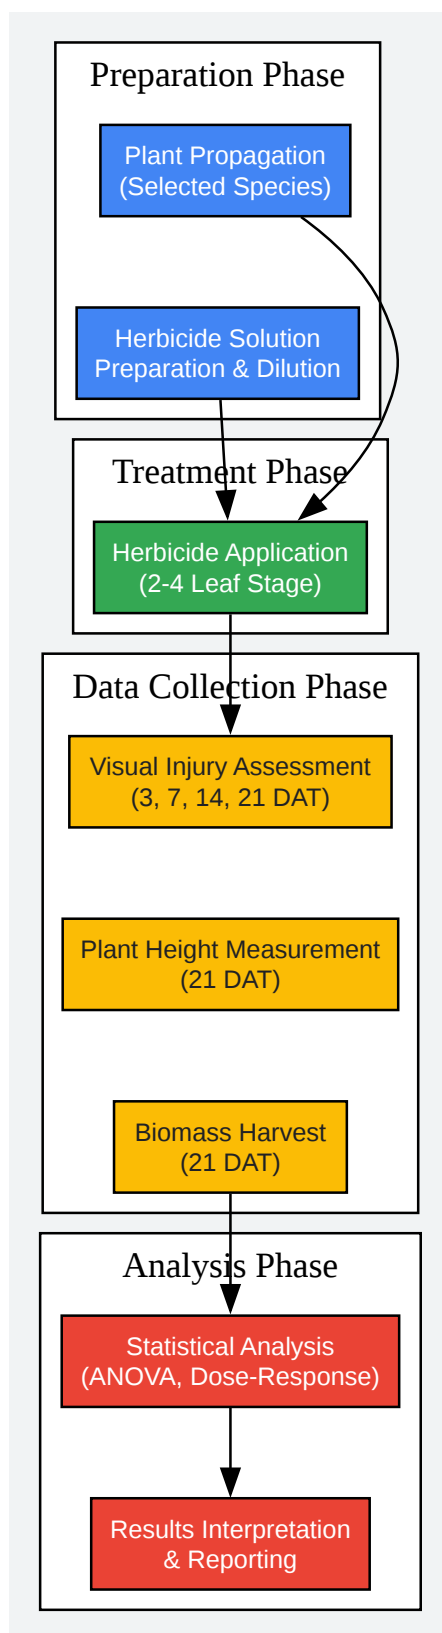 Preparation Phase
Plant Propagation
(Selected Species)
Herbicide Solution
Preparation & Dilution
Treatment Phase
Herbicide Application
(2-4 Leaf Stage)
Data Collection Phase
Visual Injury Assessment
(3, 7, 14, 21 DAT)
Plant Height Measurement
(21 DAT)
Biomass Harvest
(21 DAT)
Analysis Phase
Statistical Analysis
(ANOVA, Dose-Response)
Results Interpretation
& Reporting